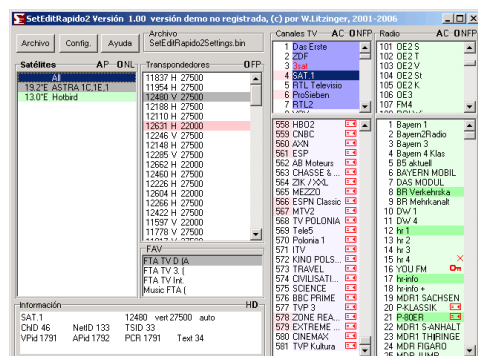 SetEditRapido2 Versión 1.00 versión demo no registrada, (c) por W.Litzinger, 2001-2006
Archivo
Config.
Ayuda
Archivo
SetEditRapido2Settings.bin
Satélites AP-ONL
All
19.2°E ASTRA 1C,1E,1
13.0°E Hotbird
Transpondedores OFP
11837 H 27500
11954 H 27500
12480 V 27500
12188 H 27500
12110 H 27500
12631 H 22000
12246 V 27500
12148 H 27500
12285 V 27500
12662 H 22000
12460 H 27500
12226 H 27500
12604 H 22000
12266 H 27500
12422 H 27500
11597 V 22000
11778 V 27500
FAV
FTA TV D (A
FTA TV 3. (
FTA TV Int.
Music FTA (
Información HD-
SAT.1 12480 vert 27500 auto
CHD 46 NetID 133 TSID 33
VPid 1791 APid 1792 PCR 1791 Text 34
Canales TV AC ONFP
1 Das Erste
2 ZDF
3 3sat
4 SAT.1
5 RTL Televisio
6 ProSieben
7 RTL2
558 HBO2
559 CNBC
560 AXN
561 ESP
562 AB Moteurs
563 CHASSE &...
564 ZIK / XXL
565 MEZZO
566 ESPN Classic
567 MTV2
568 TV POLONIA
569 Tele5
570 Polonia 1
571 ITV
572 KINO POLS...
573 TRAVEL
574 CIVILISATI...
575 SCIENCE
576 BBC PRIME
577 TVP 3
578 ZONE REA...
579 EXTREME ...
580 CINEMAX
581 TVP Kultura
Radio AC ONFP
101 OE2 S
102 OE2 T
103 OE2 V
104 OE2 St
105 OE2 K
106 OE3
107 FM4
1 Bayern 1
2 Bayern2Radio
3 Bayern 3
4 Bayern 4 Klas
5 B5 aktuell
6 BAYERN MOBIL
7 DAS MODUL
8 BR Verkehrska
9 BR Mehrkanalt
10 DW 1
11 DW 4
12 hr 1
13 hr 2
14 hr 3
15 hr 4
16 YOU FM
17 hr-info
18 hr-info +
19 MDR1 SACHSEN
20 P-KLASSIK
21 P-80ER
22 MDR1 S-ANHALT
23 MDR1 THÜRINGE
24 MDR FIGARO
25 MDR JUMP